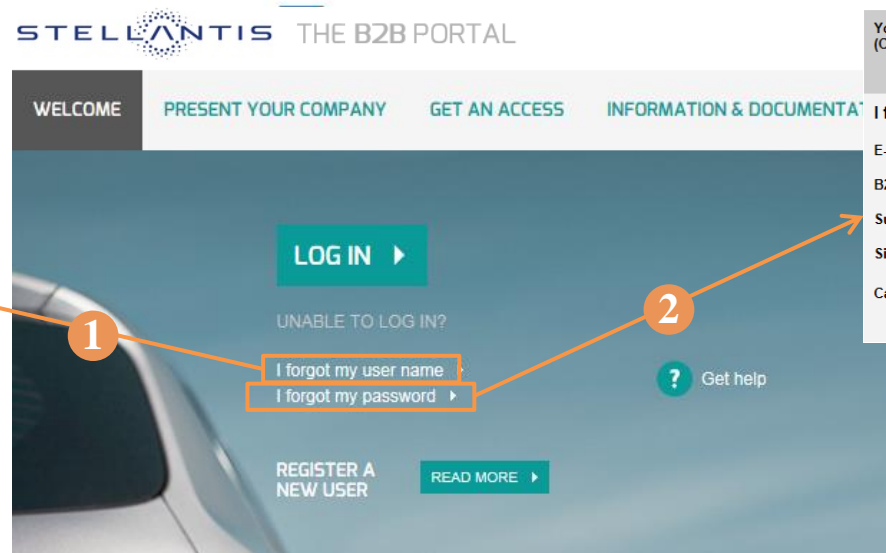 STELLANTIS THE B2B PORTAL
WELCOME PRESENT YOUR COMPANY GET AN ACCESS INFORMATION &
LOG IN
UNABLE TO LOG IN?
1
2
I forgot my user name
I forgot my password
? Get help
REGISTER A
NEW USER
READ MORE